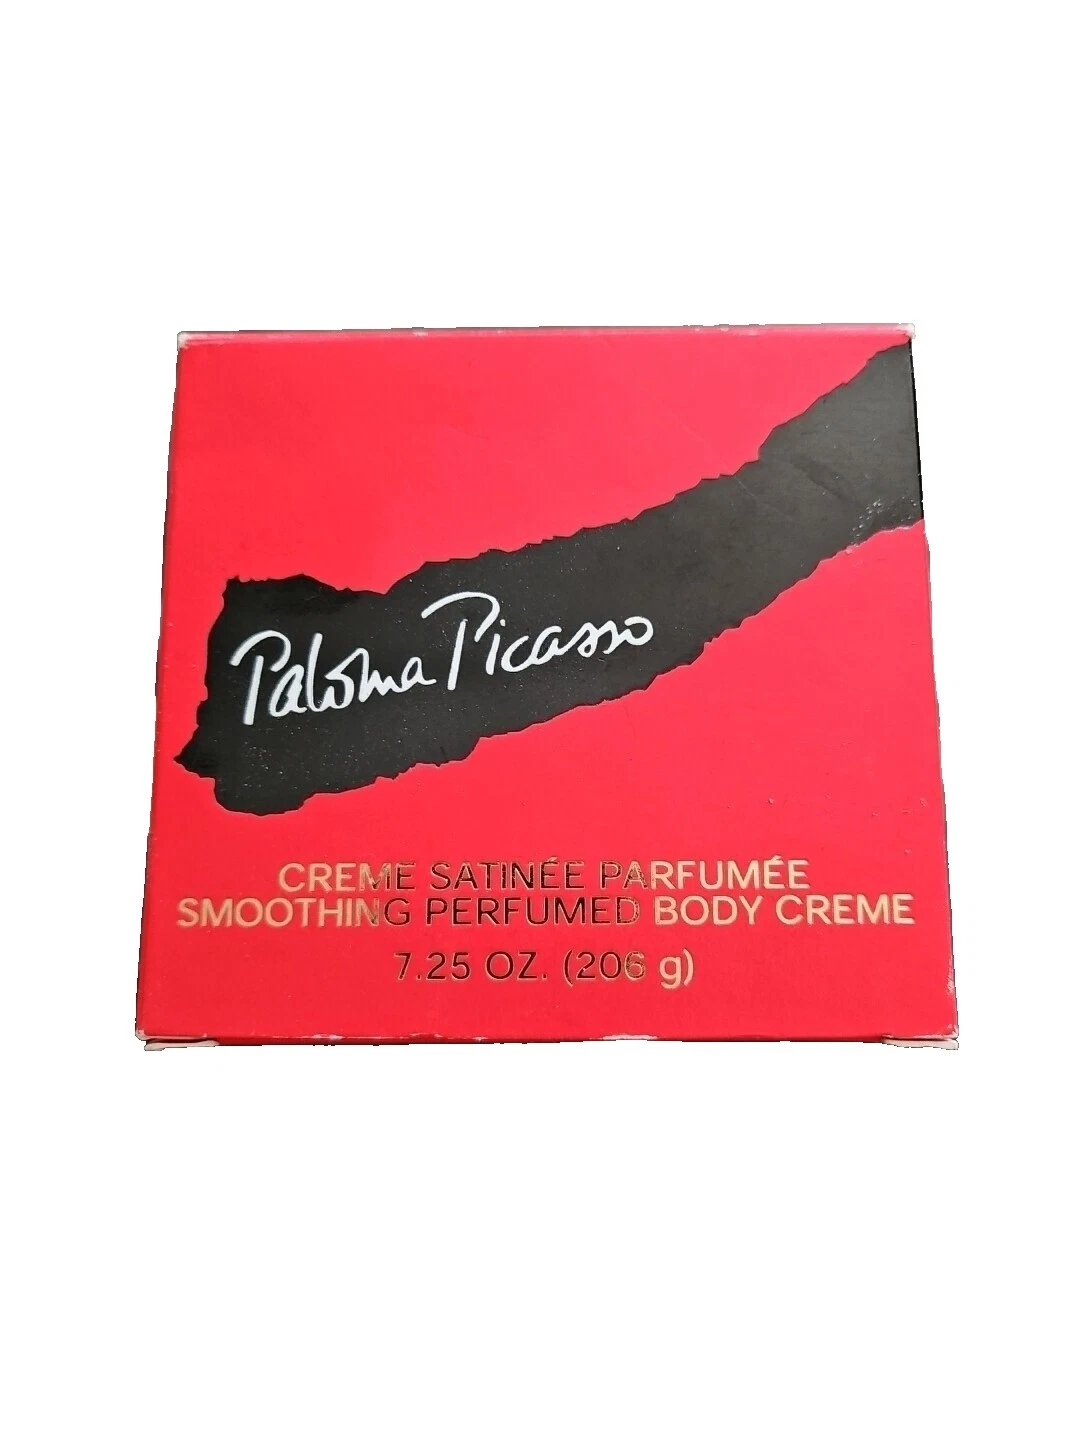 Paloma Picasso
CREME SATINÉE PARFUMÉE
SMOOTHING PERFUMED BODY CREME
7.25 OZ. (206 g)